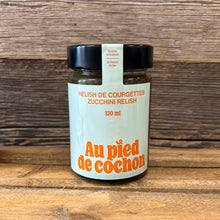 RELISH DE COURGETTES
ZUCCHINI RELISH
320 ml
Au pied
de cochon